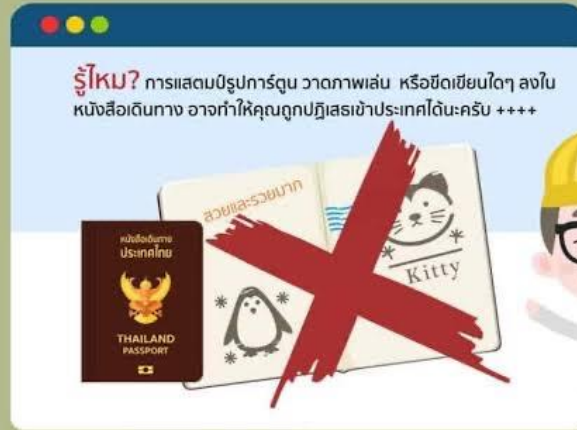 รู้ไหม? การแสตมป์รูปการ์ตูน วาดภาพเล่น หรือขีดเขียนใดๆ ลงใน
หนังสือเดินทาง อาจทำให้คุณถูกปฏิเสธเข้าประเทศได้นะครับ ++++
สวยและรวยมาก
Kitty
หนังสือเดินทาง
ประเทศไทย
THAILAND
PASSPORT